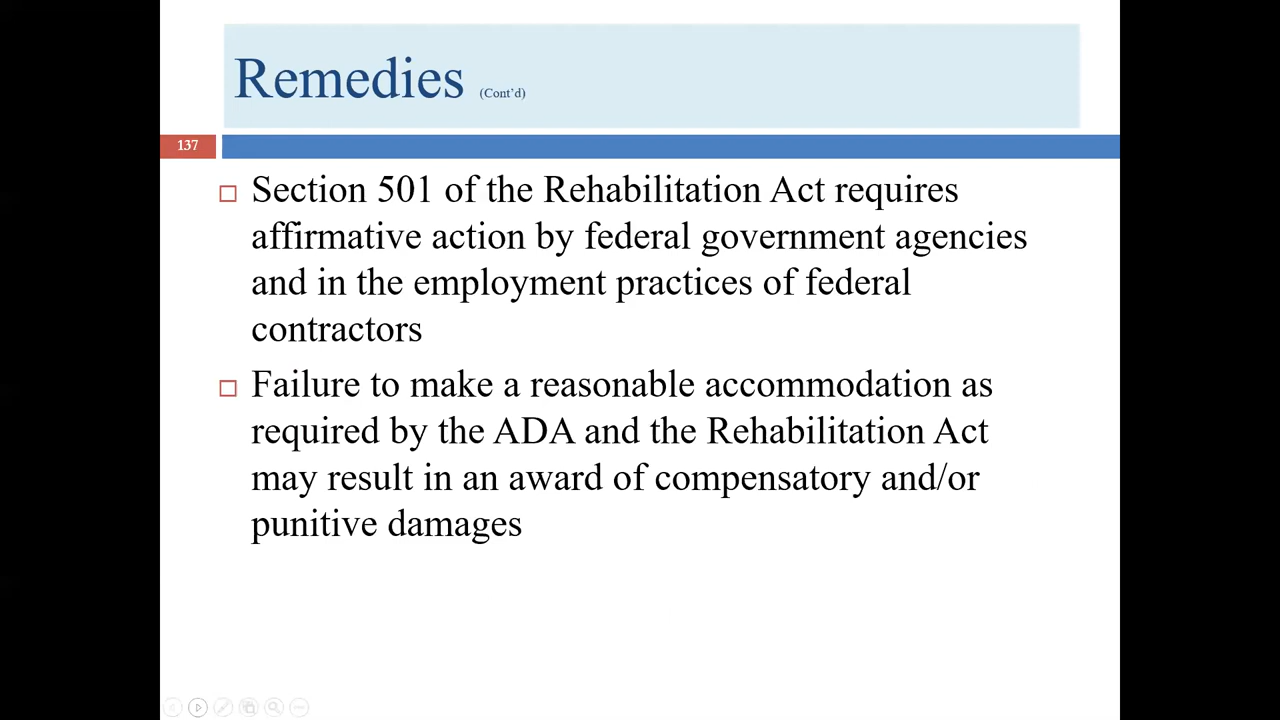 Remedies (Cont’d)
137
Section 501 of the Rehabilitation Act requires
affirmative action by federal government agencies
and in the employment practices of federal
contractors
Failure to make a reasonable accommodation as
required by the ADA and the Rehabilitation Act
may result in an award of compensatory and/or
punitive damages